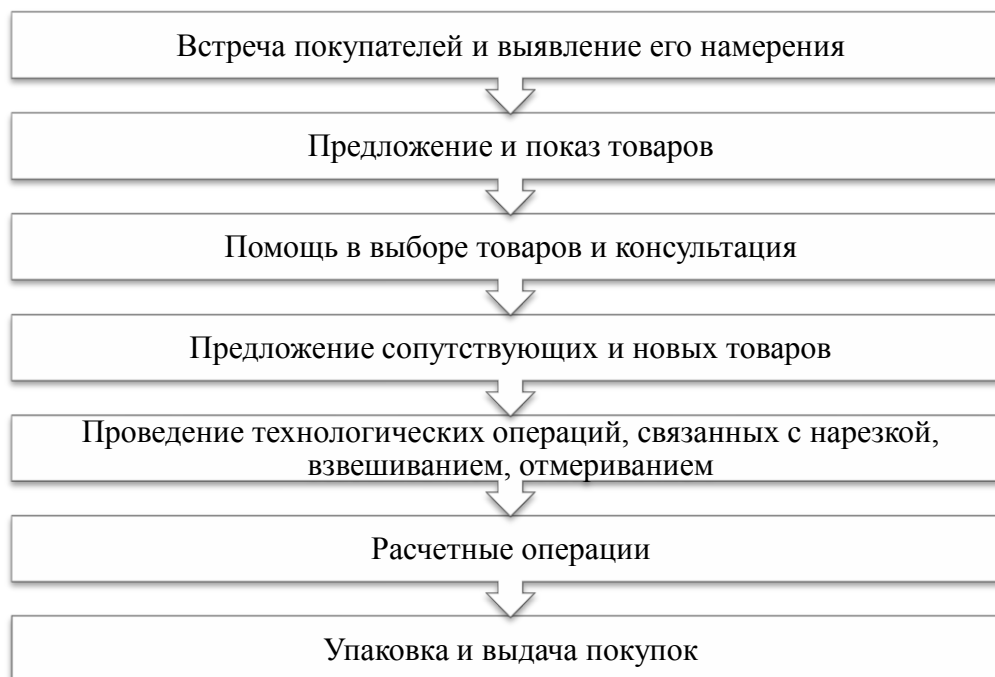 Встреча покупателей и выявление его намерения
Предложение и показ товаров
Помощь в выборе товаров и консультация
Предложение сопутствующих и новых товаров
Проведение технологических операций, связанных с нарезкой,
взвешиванием, отмериванием
Расчетные операции
Упаковка и выдача покупок